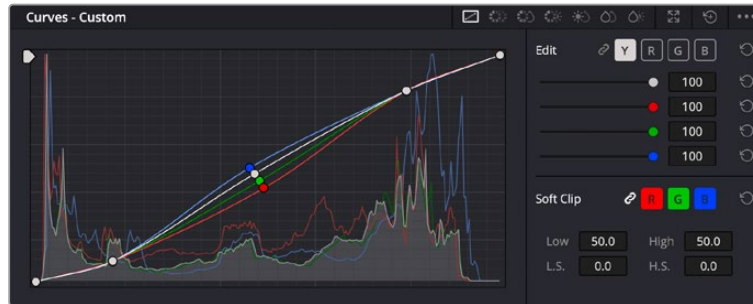 Curves - Custom
Edit Y R G B
100
100
100
100
Soft Clip R G B
Low 50.0 High 50.0
L.S. 0.0 H.S. 0.0